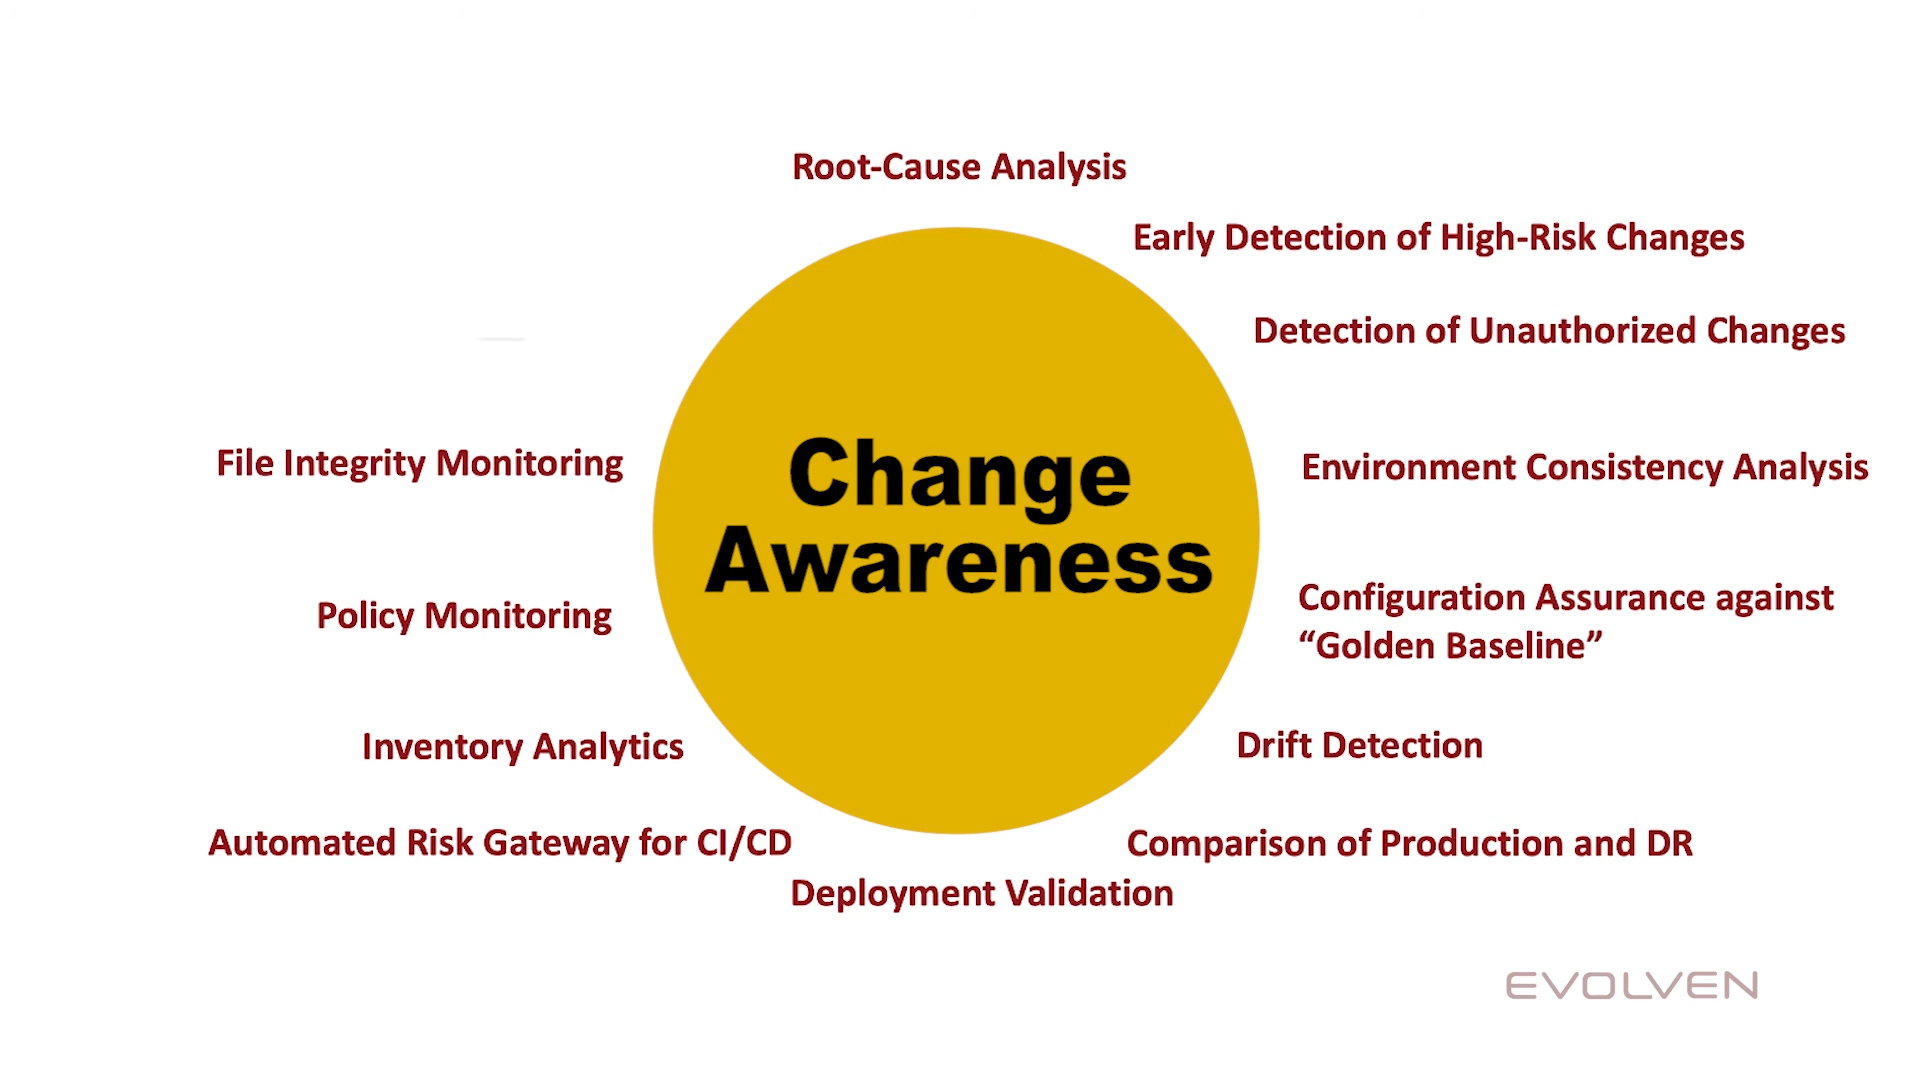 Root-Cause Analysis
Early Detection of High-Risk Changes
Detection of Unauthorized Changes
File Integrity Monitoring
Environment Consistency Analysis
Change
Awareness
Policy Monitoring
Configuration Assurance against
“Golden Baseline”
Inventory Analytics
Drift Detection
Automated Risk Gateway for CI/CD
Comparison of Production and DR
Deployment Validation
EVOLVEN